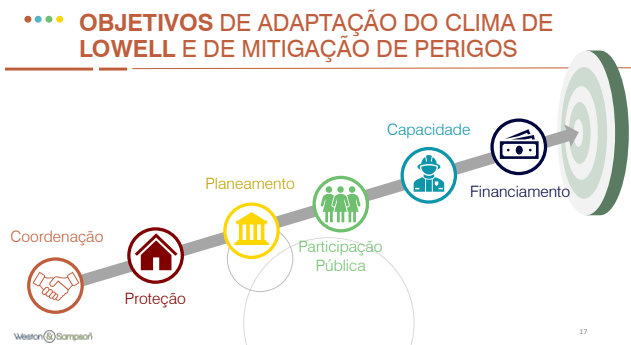 OBJETIVOS DE ADAPTAÇÃO DO CLIMA DE
LOWELL E DE MITIGAÇÃO DE PERIGOS
Coordenação
Proteção
Planeamento
Participação
Pública
Capacidade
Financiamento
Weston & Sampson
17